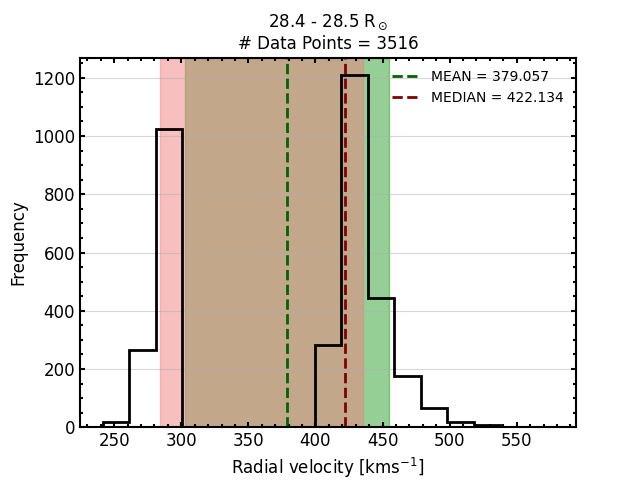 28.4 - 28.5 R⊙
# Data Points = 3516
MEAN = 379.057
MEDIAN = 422.134
1200
1000
800
600
400
200
0
Frequency
250 300 350 400 450 500 550
Radial velocity [kms⁻¹]